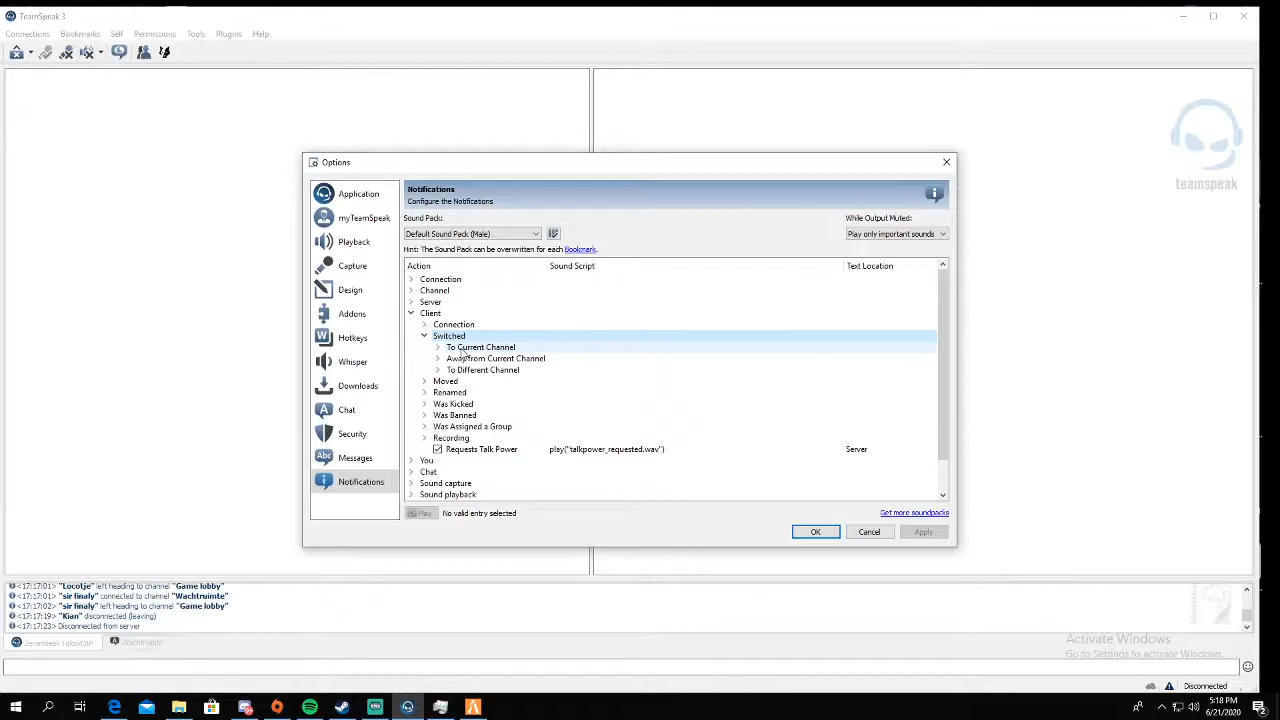 TeamSpeak 3
Connections Bookmarks Self Permissions Tools Plugins Help
teamspeak
Options
Application
myTeamSpeak
Playback
Capture
Design
Addons
Hotkeys
Whisper
Downloads
Chat
Security
Messages
Notifications
Notifications
Configure the Notifications
Sound Pack:
While Output Muted:
Default Sound Pack (Male)
Play only important sounds
Hint: The Sound Pack can be overwritten for each Bookmark.
Action Sound Script Text Location
Connection
Channel
Server
Client
Connection
Switched
To Current Channel
Away from Current Channel
To Different Channel
Moved
Renamed
Was Kicked
Was Banned
Was Assigned a Group
Recording
Requests Talk Power play("talkpower_requested.wav") Server
You
Chat
Sound capture
Sound playback
Play No valid entry selected Get more soundpacks
OK Cancel Apply
<17:17:01> "Locotje" left heading to channel "Game lobby"
<17:17:01> "sir finaly" connected to channel "Wachtruimte"
<17:17:02> "sir finaly" left heading to channel "Game lobby"
<17:17:19> "Kian" disconnected (leaving)
<17:17:23> Disconnected from server
TokoVOIP Wachtruimte
Activate Windows
Go to Settings to activate Windows.
Disconnected
5:18 PM
6/21/2020
2